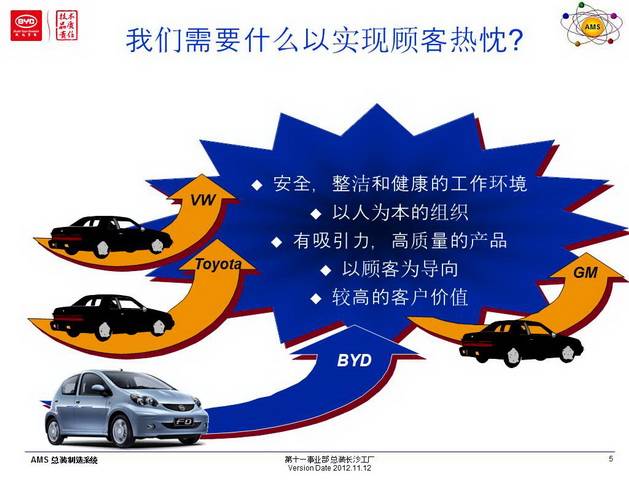 BYD
技术
品质
责任
我们需要什么以实现顾客热忱?
AMS
安全，整洁和健康的工作环境
以人为本的组织
有吸引力，高质量的产品
以顾客为导向
较高的客户价值
VW
Toyota
GM
BYD
F0
AMS 总装制造系统
第十一事业部总装长沙工厂
Version Date 2012.11.12
5